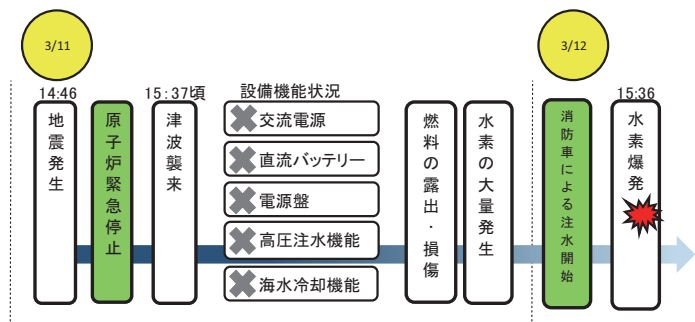 3/11
3/12
14:46
地震発生
原子炉緊急停止
15:37頃
津波襲来
設備機能状況
交流電源
直流バッテリー
電源盤
高圧注水機能
海水冷却機能
燃料の露出・損傷
水素の大量発生
消防車による注水開始
15:36
水素爆発